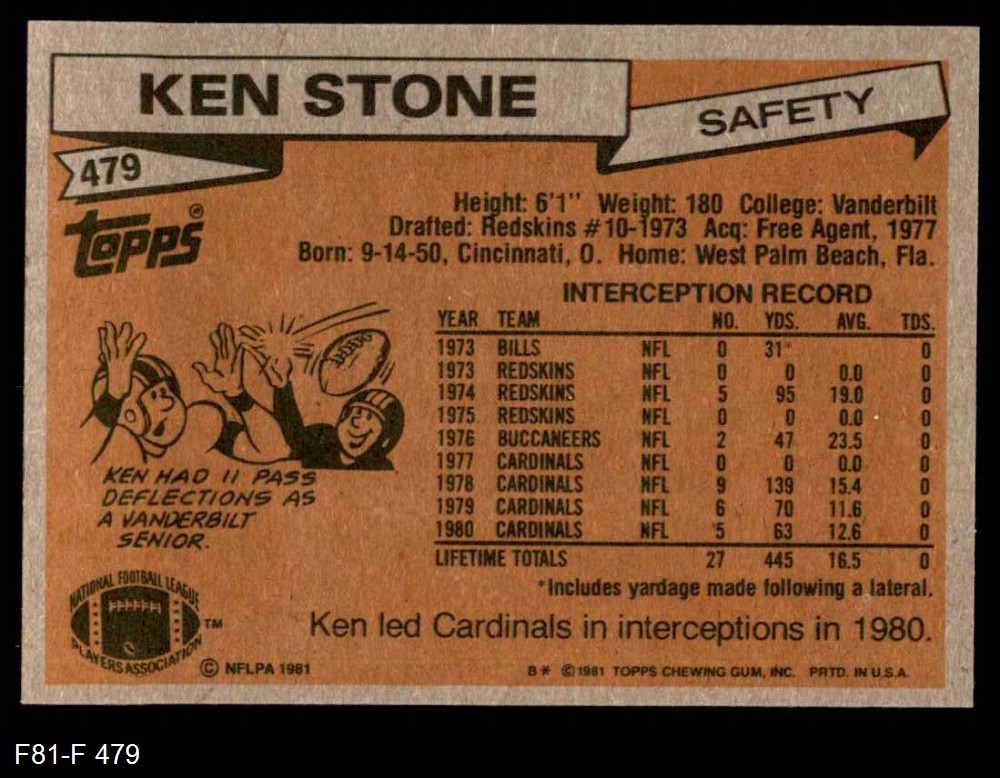 KEN STONE
SAFETY
479
TOPPS®
Height: 6'1" Weight: 180 College: Vanderbilt
Drafted: Redskins #10-1973 Acq: Free Agent, 1977
Born: 9-14-50, Cincinnati, O. Home: West Palm Beach, Fla.
INTERCEPTION RECORD
YEAR TEAM NO. YDS. AVG. TDS.
1973 BILLS NFL 0 31* 0
1973 REDSKINS NFL 0 0 0.0 0
1974 REDSKINS NFL 5 95 19.0 0
1975 REDSKINS NFL 0 0 0.0 0
1976 BUCCANEERS NFL 2 47 23.5 0
1977 CARDINALS NFL 0 0 0.0 0
1978 CARDINALS NFL 9 139 15.4 0
1979 CARDINALS NFL 6 70 11.6 0
1980 CARDINALS NFL 5 63 12.6 0
LIFETIME TOTALS 27 445 16.5 0
*Includes yardage made following a lateral.
KEN HAD 11 PASS
DEFLECTIONS AS
A VANDERBILT
SENIOR.
Ken led Cardinals in interceptions in 1980.
NATIONAL FOOTBALL LEAGUE
PLAYERS ASSOCIATION
TM
© NFLPA 1981
B* ©1981 TOPPS CHEWING GUM, INC. PRTD. IN U.S.A.
F81-F 479